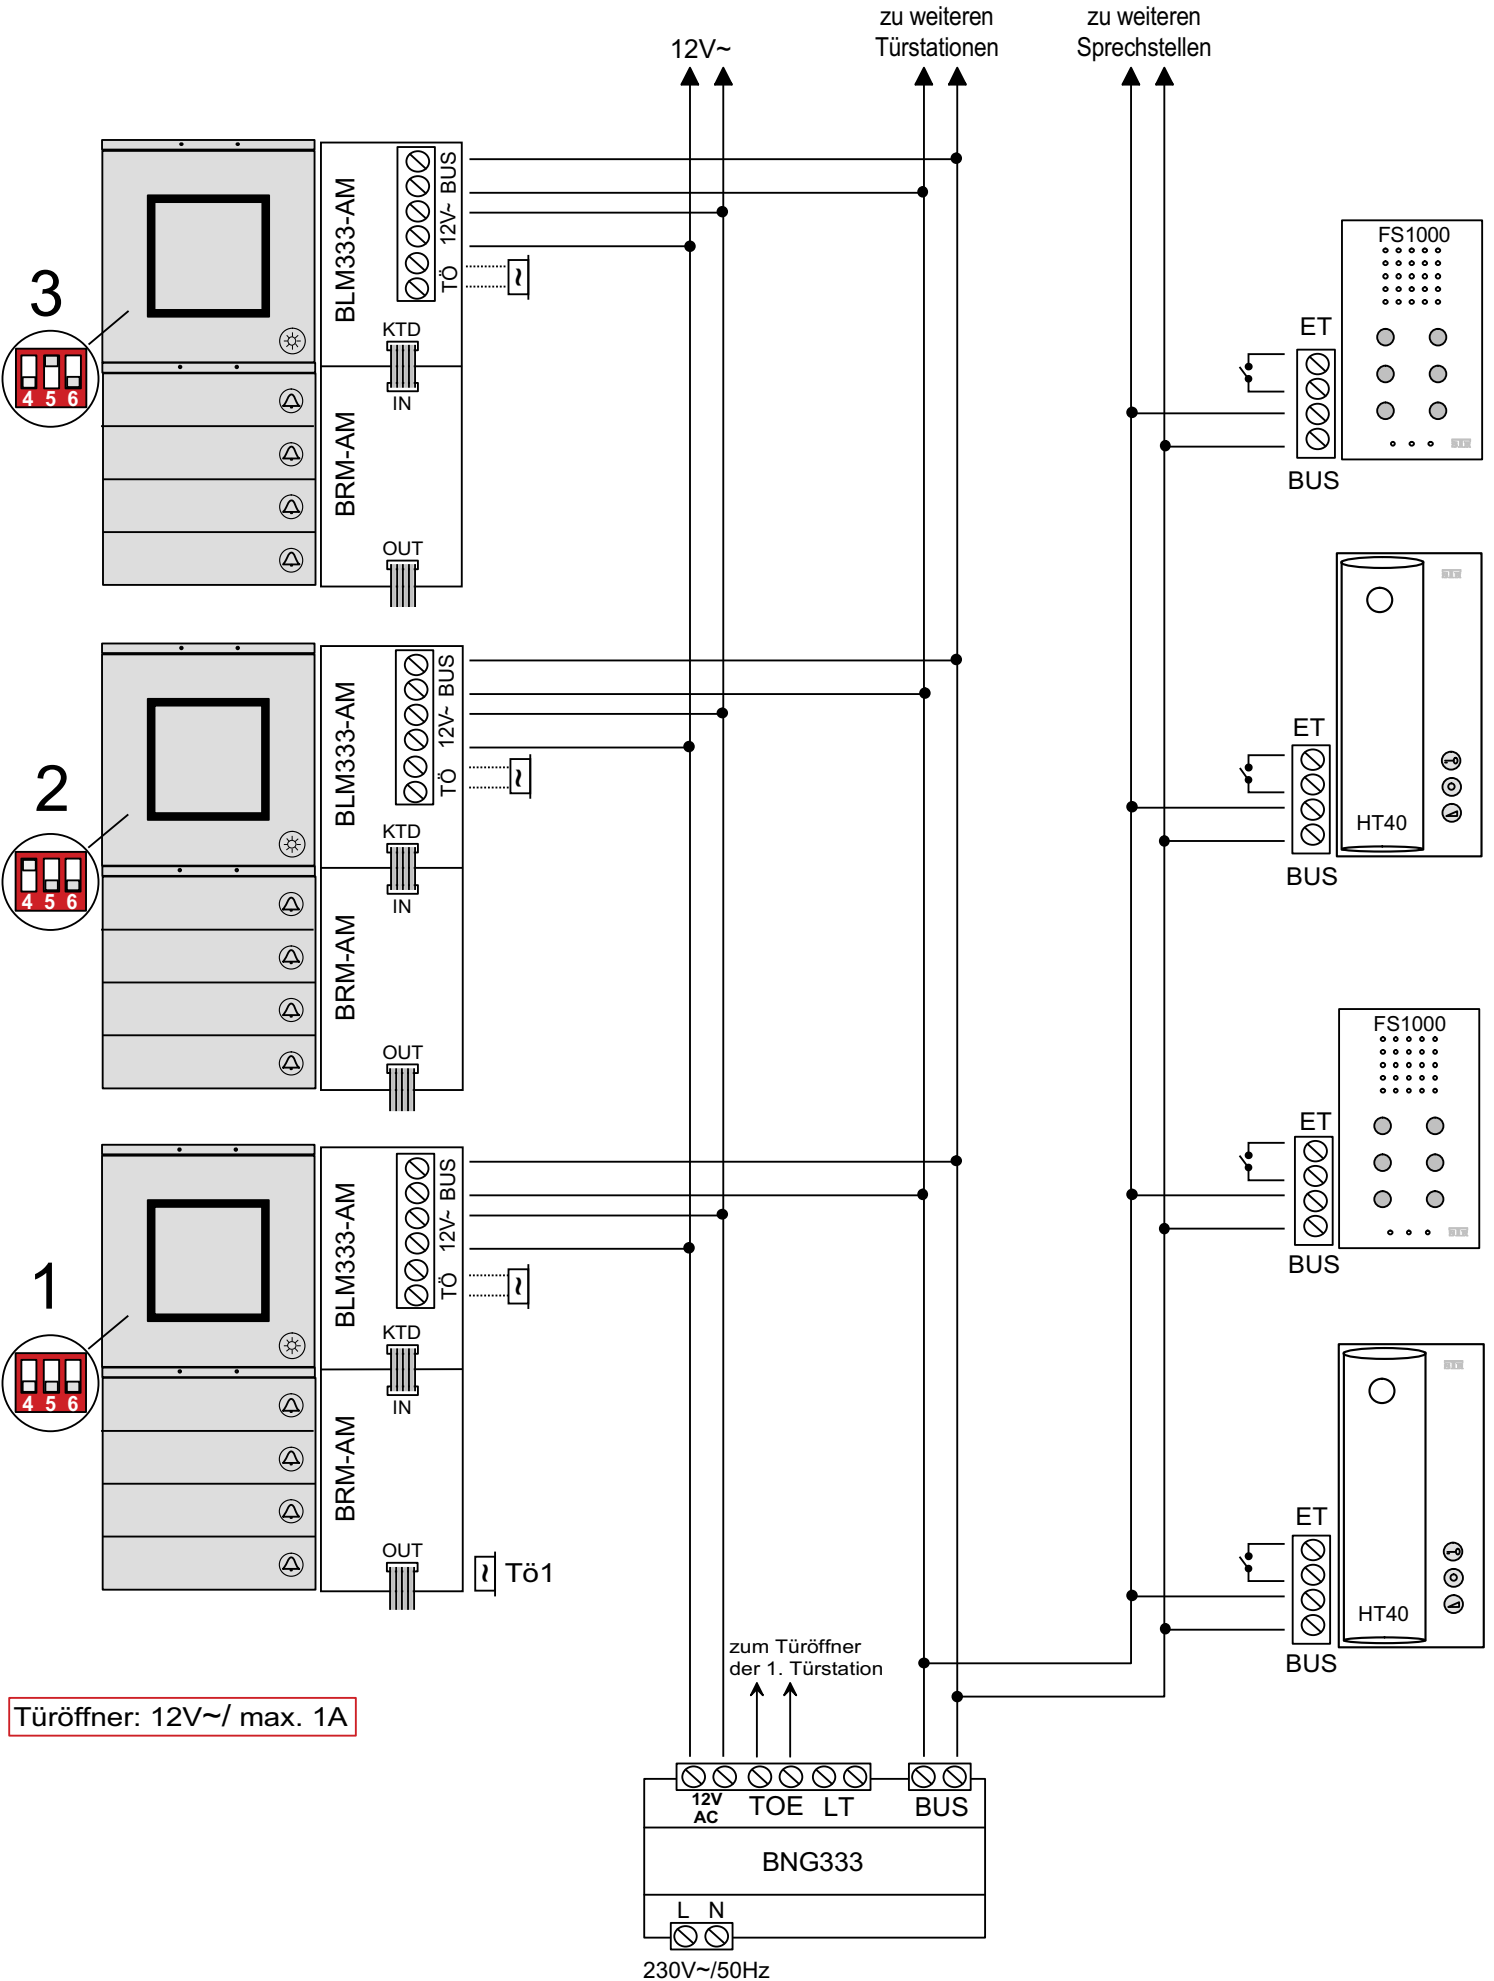 zu weiteren
Türstationen
zu weiteren
Sprechstellen
12V~
3
4 5 6
BLM333-AM
BUS
12V~
TÖ
KTD
IN
BRM-AM
OUT
FS1000
ET
BUS
2
4 5 6
BLM333-AM
BUS
12V~
TÖ
KTD
IN
BRM-AM
OUT
ET
HT40
BUS
1
4 5 6
BLM333-AM
BUS
12V~
TÖ
KTD
IN
BRM-AM
OUT
Tö1
FS1000
ET
BUS
ET
HT40
BUS
zum Türöffner
der 1. Türstation
Türöffner: 12V~/ max. 1A
12V
AC
TOE
LT
BUS
BNG333
L N
230V~/50Hz